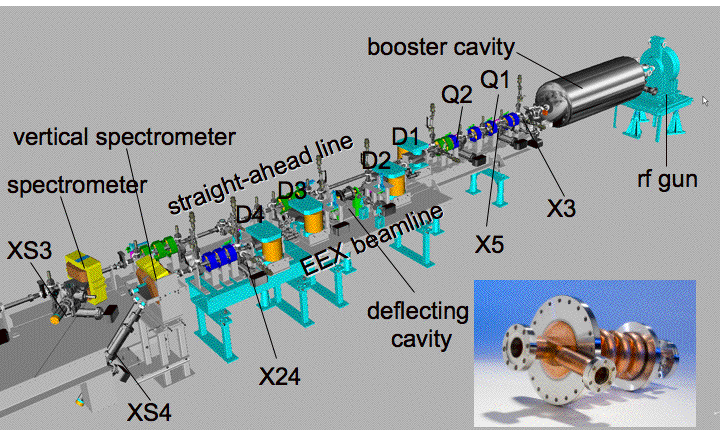 booster cavity
Q1
Q2
vertical spectrometer
D1
straight-ahead line
D2
spectrometer
rf gun
D3
X3
D4
XS3
EEX beamline
X5
deflecting
cavity
X24
XS4